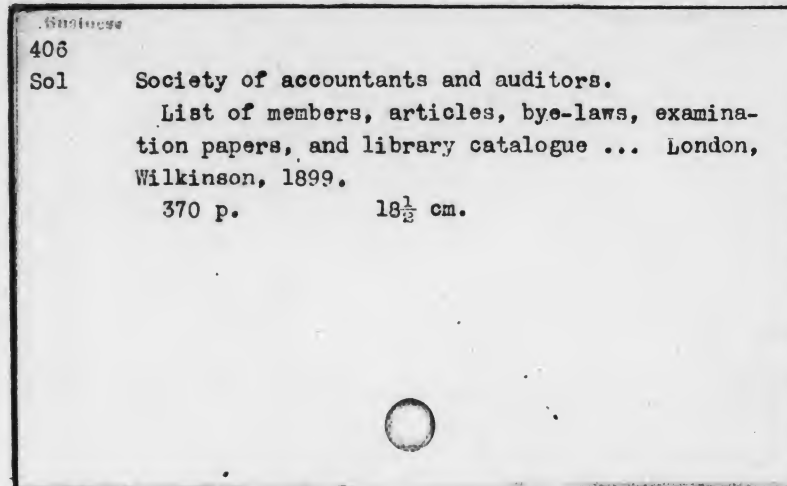 Business
406
Sol Society of accountants and auditors.
List of members, articles, bye-laws, examina-
tion papers, and library catalogue ... London,
Wilkinson, 1899.
370 p. 18½ cm.